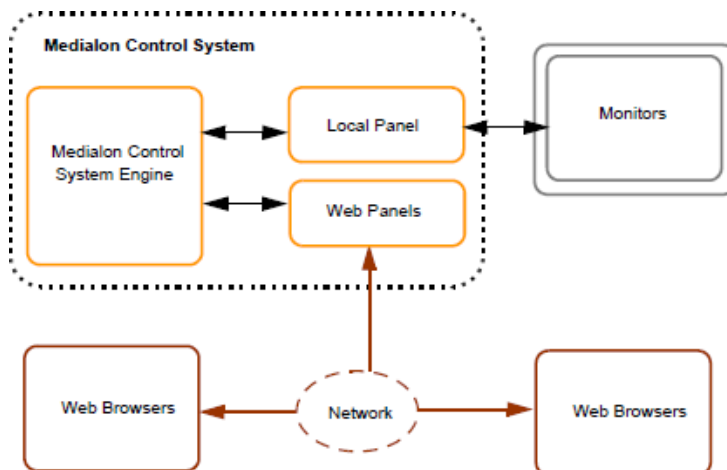 Medialon Control System
Medialon Control
System Engine
Local Panel
Web Panels
Monitors
Web Browsers
Network
Web Browsers